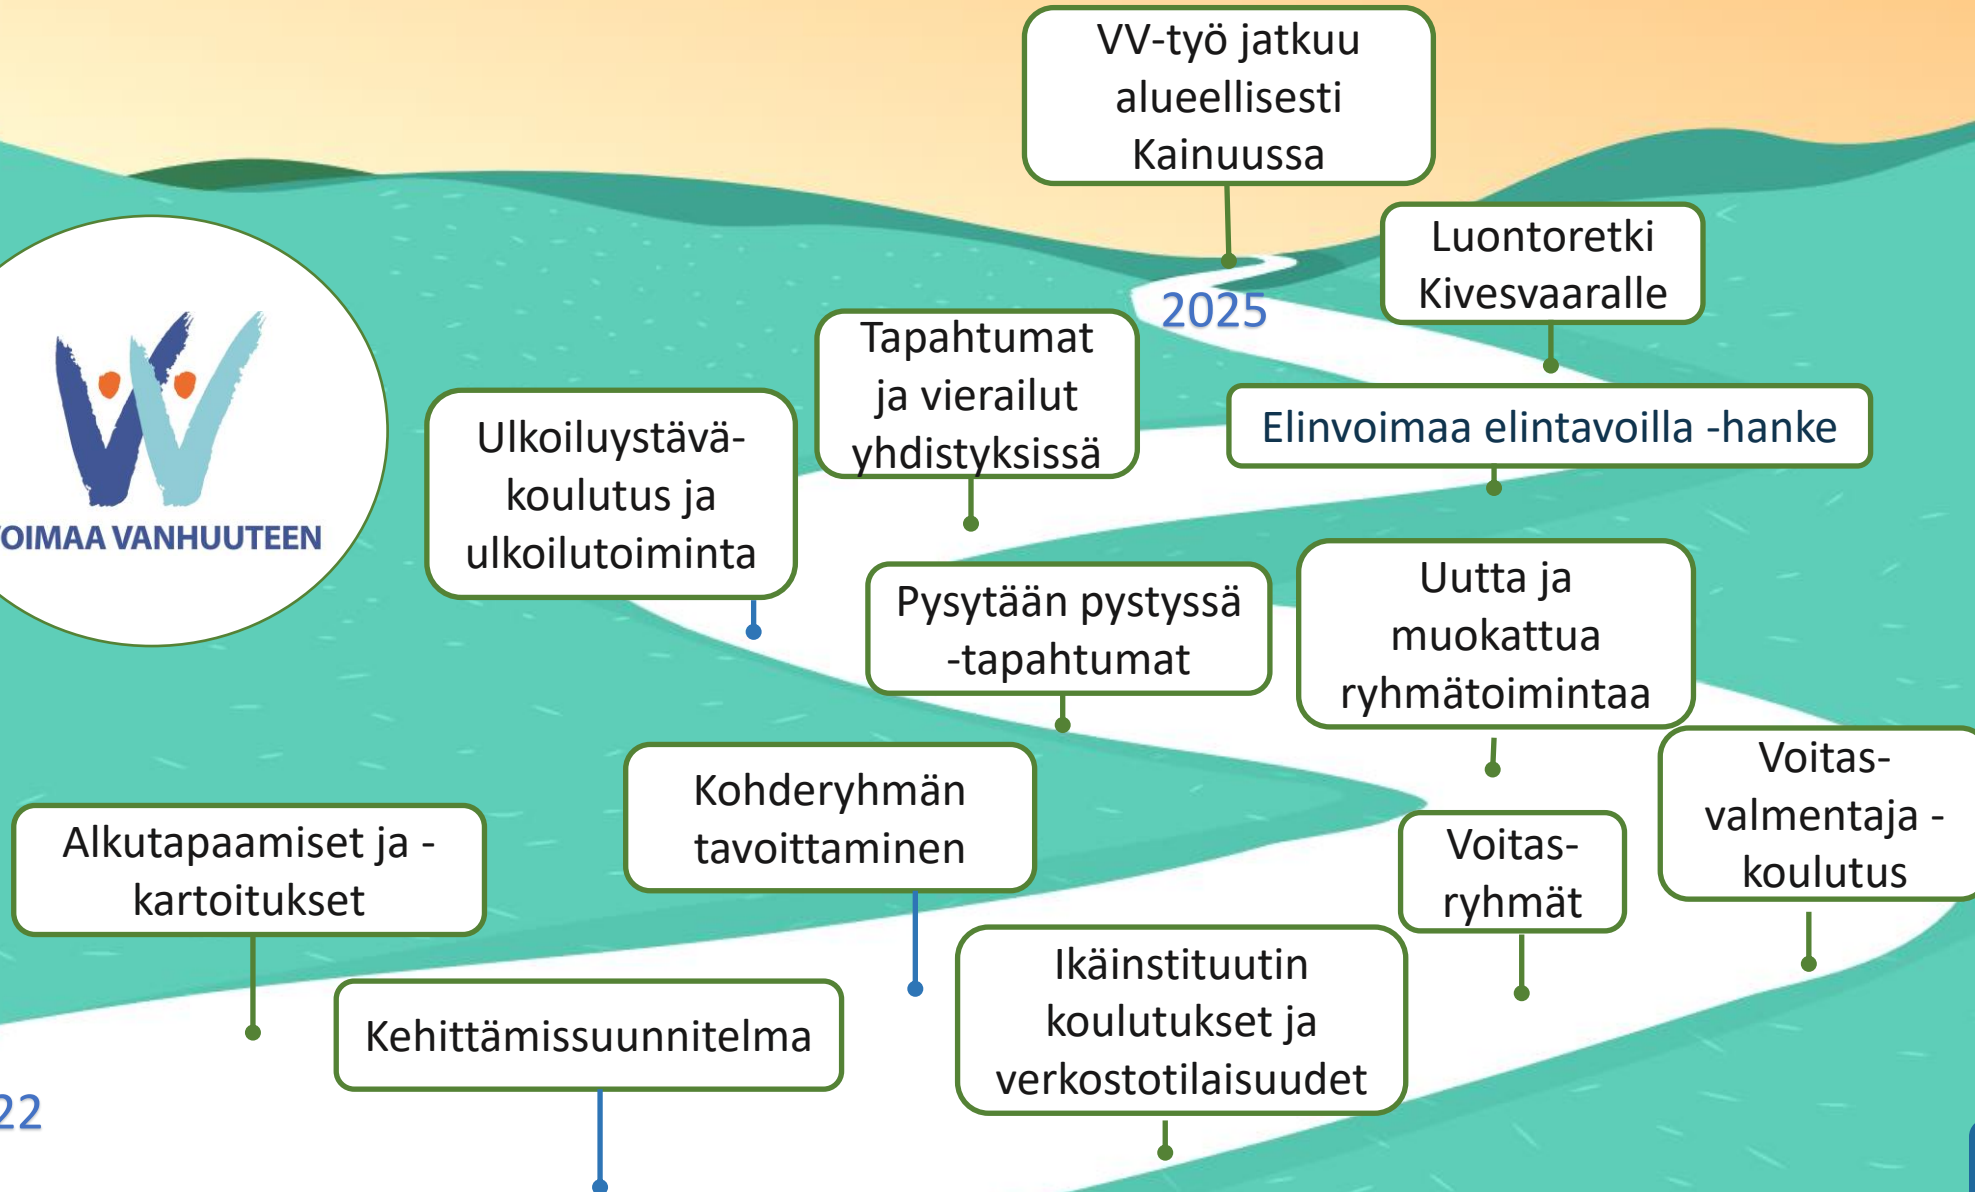 VV-työ jatkuu
alueellisesti
Kainuussa
Luontoretki
Kivesvaaralle
2025
Tapahtumat
ja vierailut
yhdistyksissä
Elinvoimaa elintavoilla -hanke
Ulkoiluystävä-
koulutus ja
ulkoilutoiminta
OIMAA VANHUUTEEN
Pysytään pystyssä
-tapahtumat
Uutta ja
muokattua
ryhmätoimintaa
Kohderyhmän
tavoittaminen
Voitas-
valmentaja -
koulutus
Alkutapaamiset ja -
kartoitukset
Voitas-
ryhmät
Ikäinstituutin
koulutukset ja
verkostotilaisuudet
Kehittämissuunnitelma
22